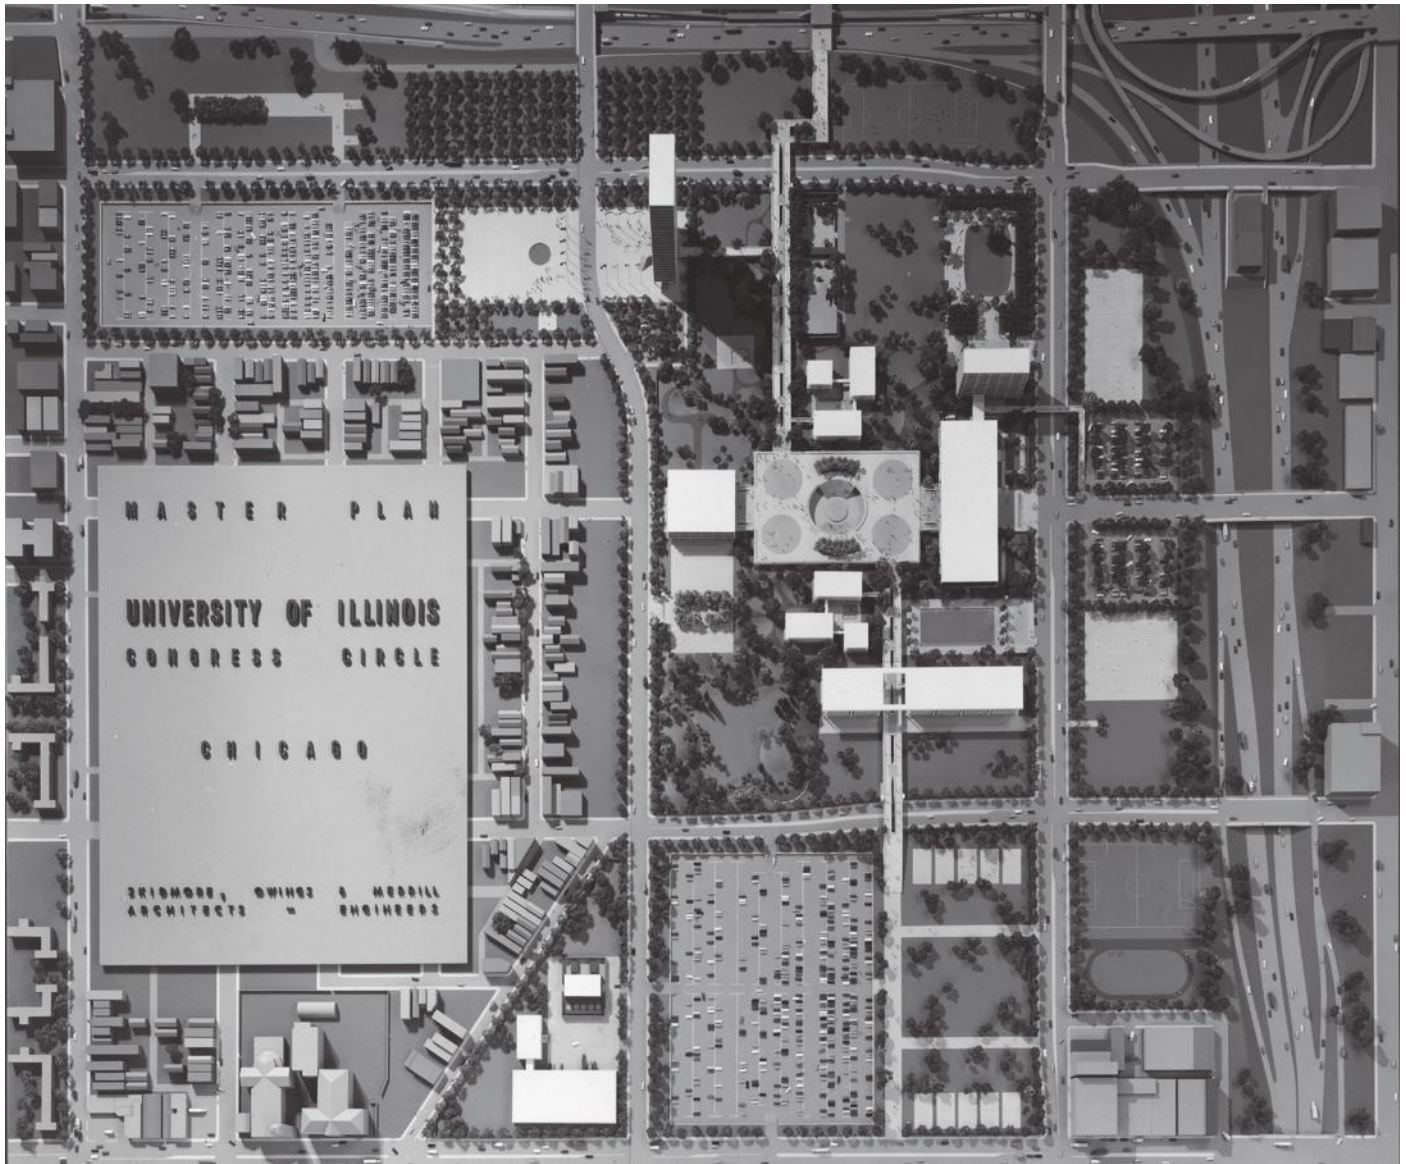 MASTER PLAN
UNIVERSITY OF ILLINOIS
CONGRESS CIRCLE
CHICAGO
SKIDMORE, OWINGS & MERRILL
ARCHITECTS - ENGINEERS